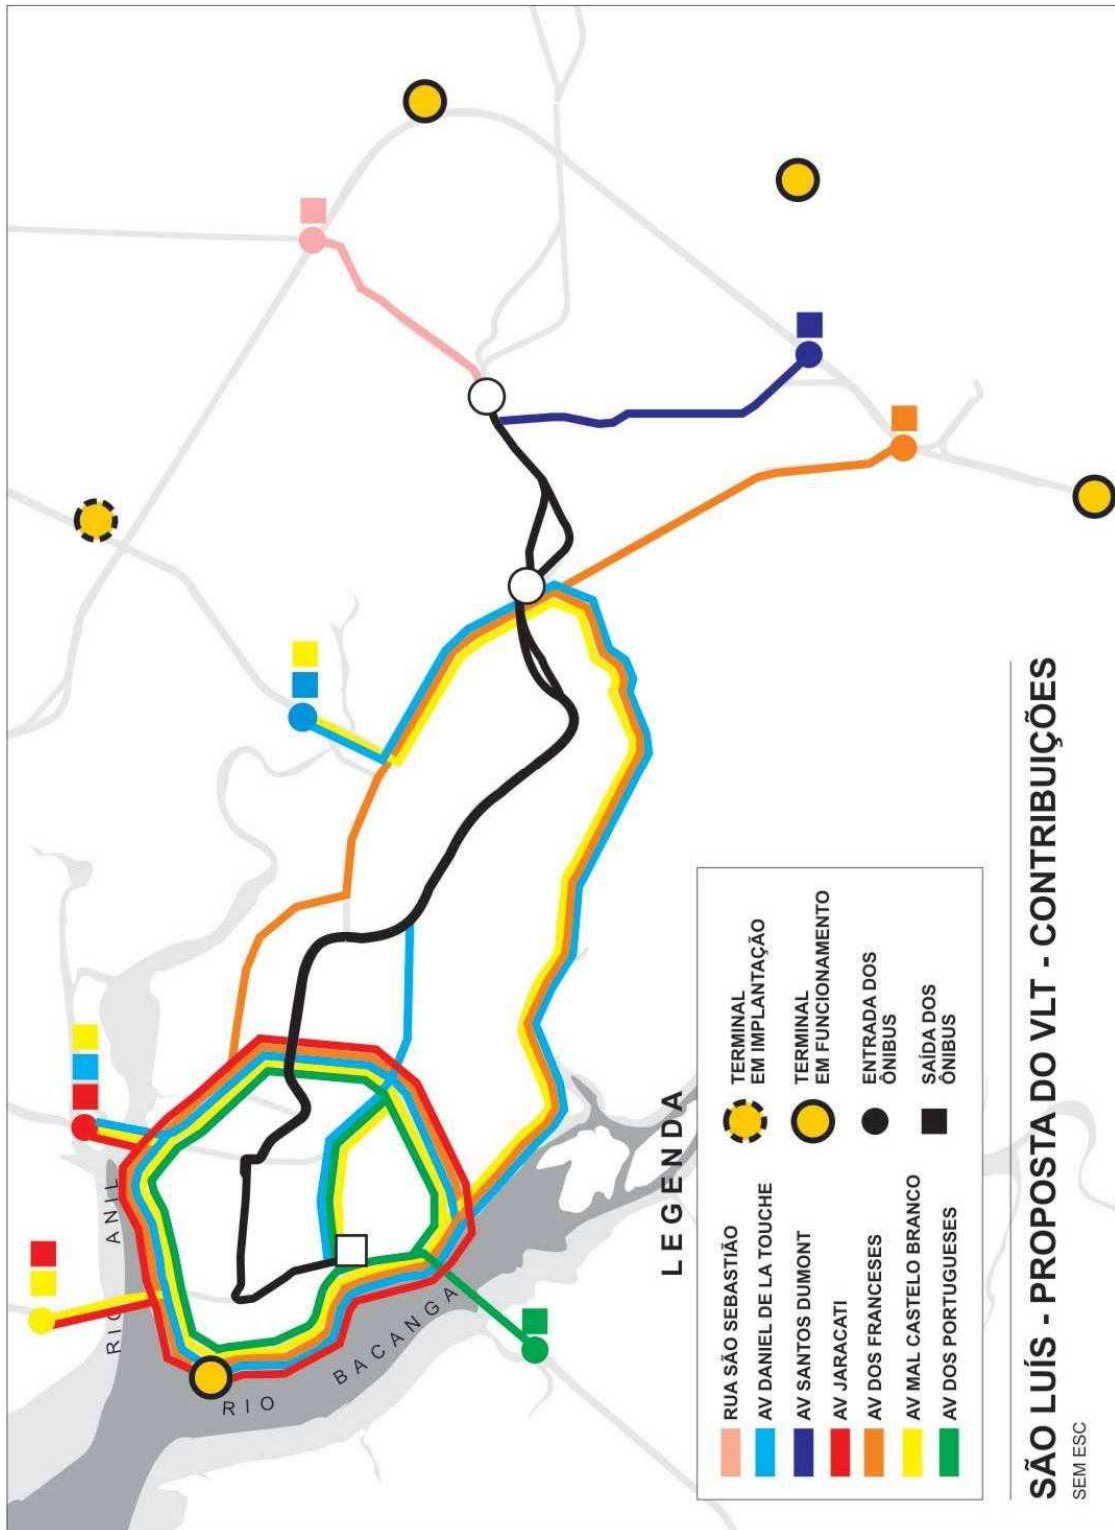 RIO ANIL
RIO BACANGA
LEGENDA
RUA SÃO SEBASTIÃO
AV DANIEL DE LA TOUCHE
AV SANTOS DUMONT
AV JARACATI
AV DOS FRANCESES
AV MAL CASTELO BRANCO
AV DOS PORTUGUESES
TERMINAL
EM IMPLANTAÇÃO
TERMINAL
EM FUNCIONAMENTO
ENTRADA DOS
ÔNIBUS
SAÍDA DOS
ÔNIBUS
SÃO LUÍS - PROPOSTA DO VLT - CONTRIBUIÇÕES
SEM ESC